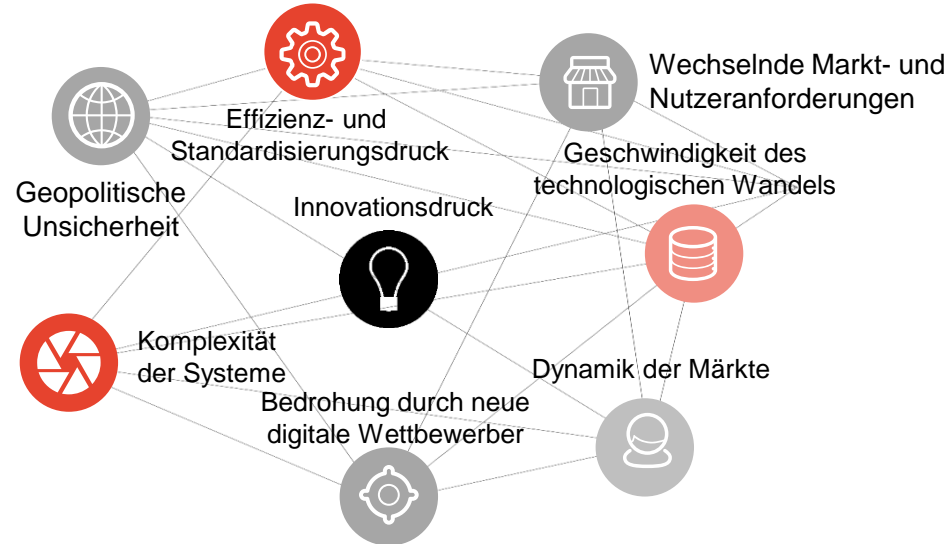 Wechselnde Markt- und
Nutzeranforderungen
Effizienz- und
Standardisierungsdruck
Geschwindigkeit des
technologischen Wandels
Geopolitische
Unsicherheit
Innovationsdruck
Komplexität
der Systeme
Dynamik der Märkte
Bedrohung durch neue
digitale Wettbewerber